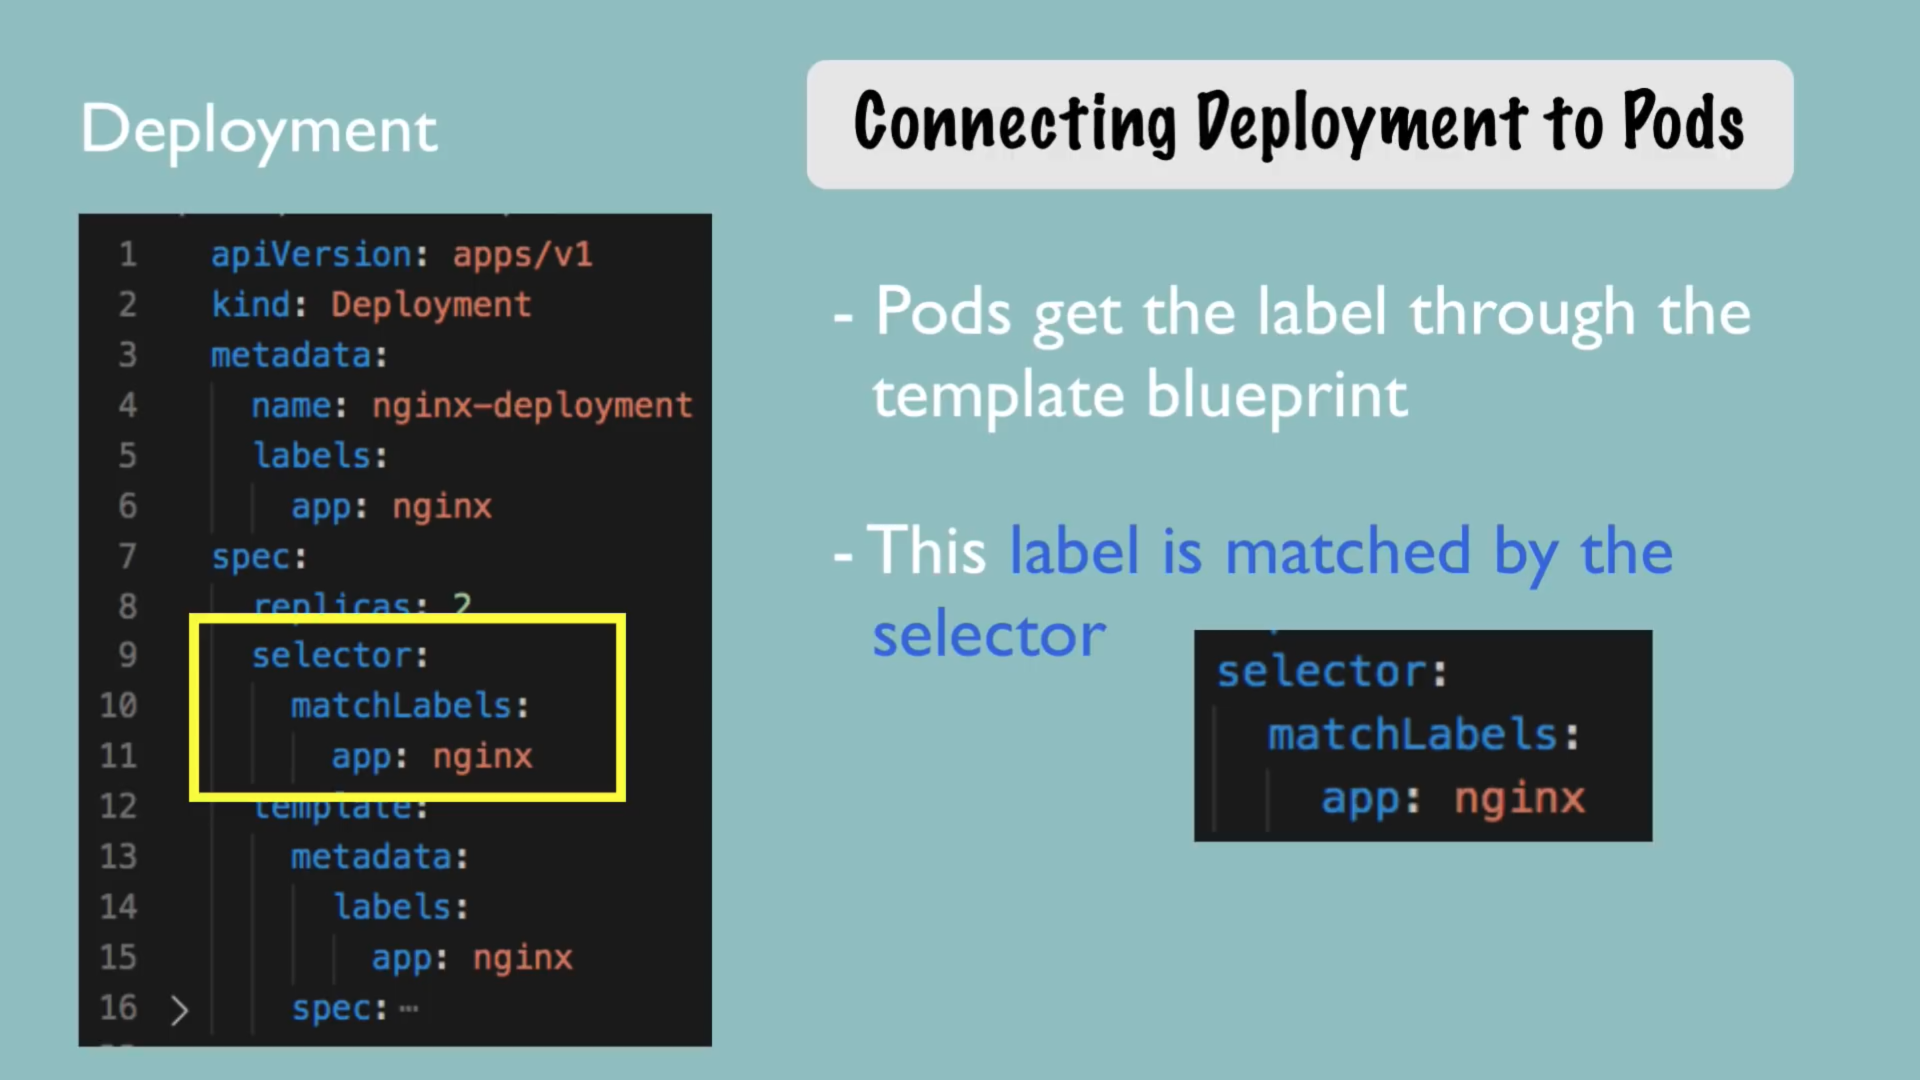 Deployment
Connecting Deployment to Pods
1 apiVersion: apps/v1
2 kind: Deployment
3 metadata:
4 name: nginx-deployment
5 labels:
6 app: nginx
7 spec:
8 replicas: 2
9 selector:
10 matchLabels:
11 app: nginx
12 template:
13 metadata:
14 labels:
15 app: nginx
16 > spec:⋯
- Pods get the label through the
template blueprint
- This label is matched by the
selector
selector:
matchLabels:
app: nginx